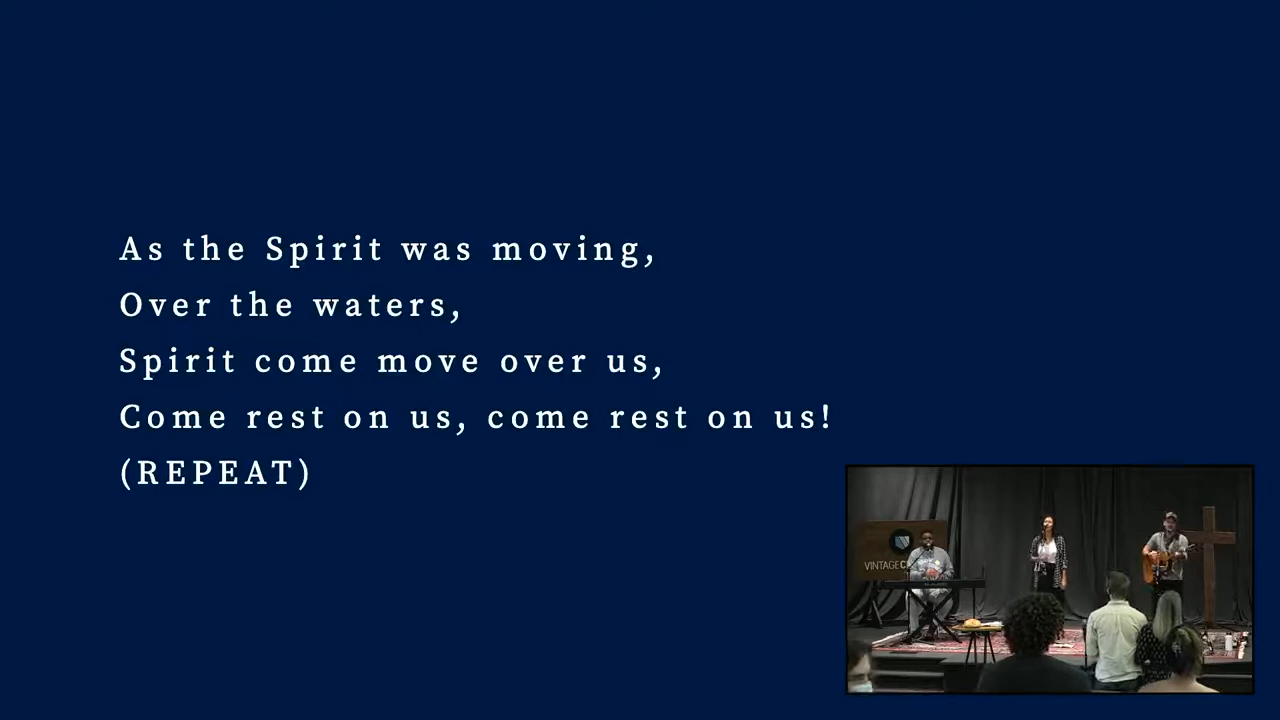 As the Spirit was moving,
Over the waters,
Spirit come move over us,
Come rest on us, come rest on us!
(REPEAT)
VINTAGE